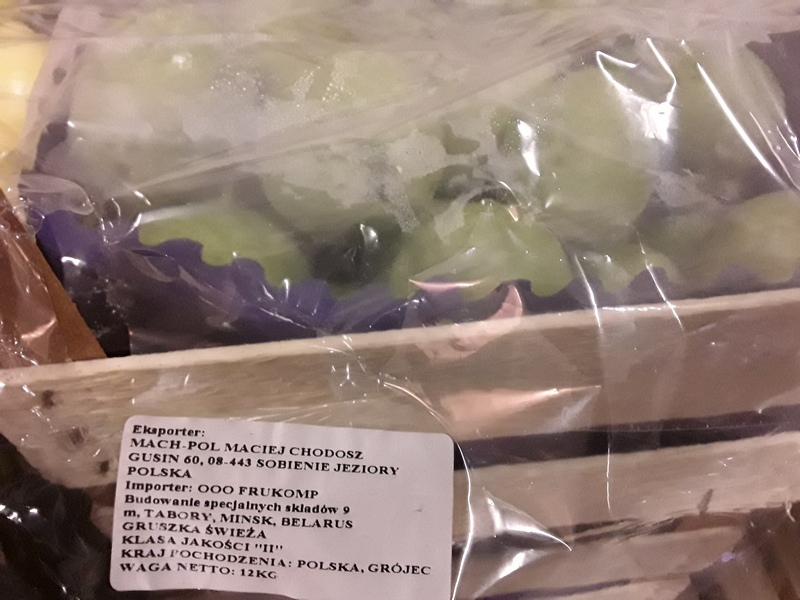 Eksporter:
MACH-POL MACIEJ CHODOSZ
GUSIN 60, 08-443 SOBIENIE JEZIORY
POLSKA
Importer: OOO FRUKOMP
Budowanie specjalnych składów 9
m, TABORY, MINSK, BELARUS
GRUSZKA ŚWIEŻA
KLASA JAKOŚCI "II"
KRAJ POCHODZENIA: POLSKA, GRÓJEC
WAGA NETTO: 12KG